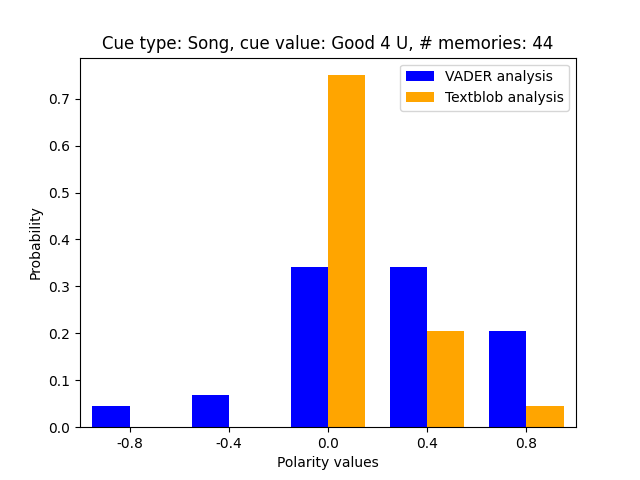 Cue type: Song, cue value: Good 4 U, # memories: 44
VADER analysis
Textblob analysis
Probability
0.7
0.6
0.5
0.4
0.3
0.2
0.1
0.0
-0.8 -0.4 0.0 0.4 0.8
Polarity values